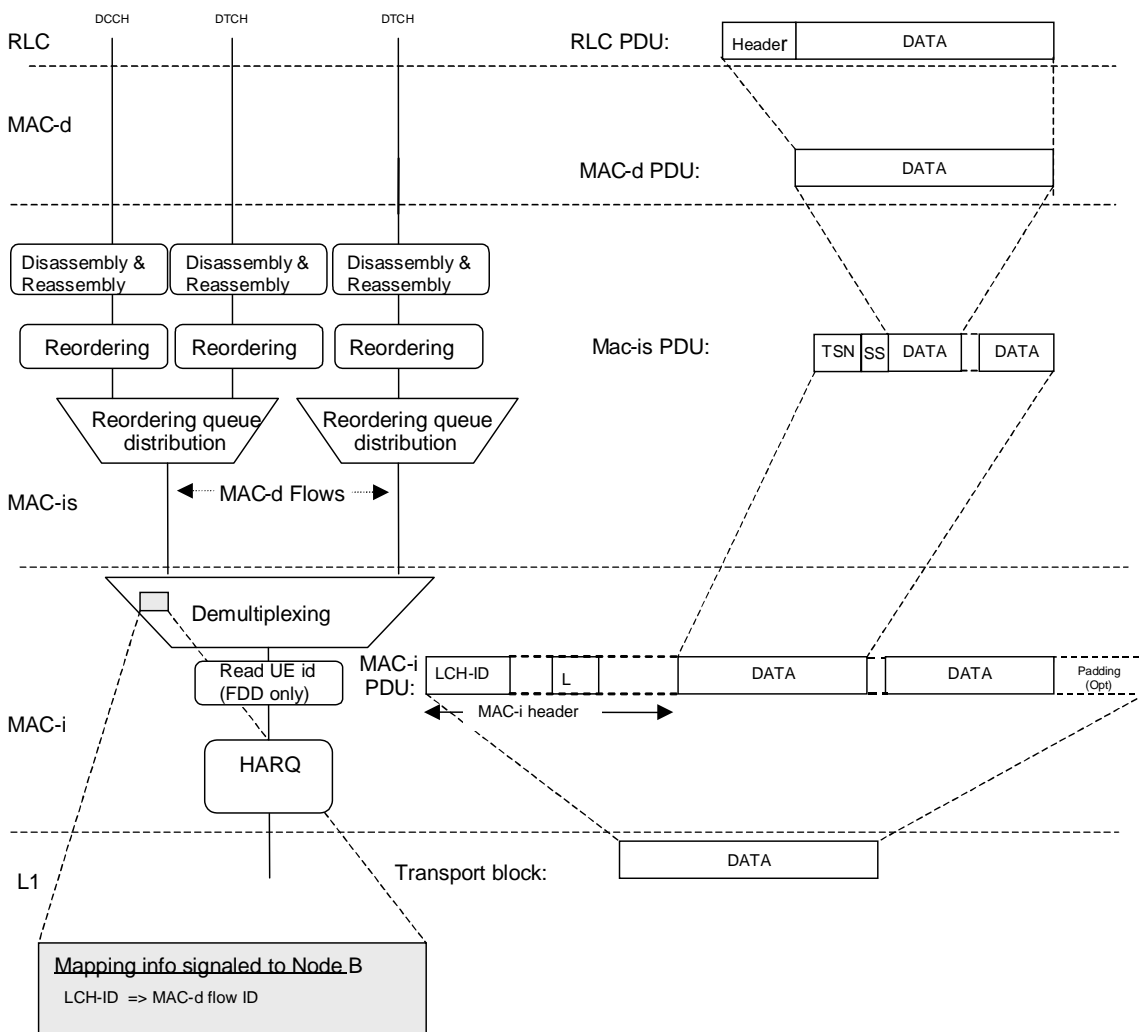 DCCH DTCH DTCH
RLC
RLC PDU:
Header DATA
MAC-d
MAC-d PDU:
DATA
Disassembly &
Reassembly
Disassembly &
Reassembly
Disassembly &
Reassembly
Reordering
Reordering
Reordering
Mac-is PDU:
TSN SS DATA DATA
Reordering queue
distribution
Reordering queue
distribution
MAC-d Flows
MAC-is
Demultiplexing
Read UE id
(FDD only)
MAC-i
PDU:
LCH-ID L DATA DATA Padding
(Opt)
MAC-i header
MAC-i
HARQ
L1
Transport block:
DATA
Mapping info signaled to Node B
LCH-ID => MAC-d flow ID